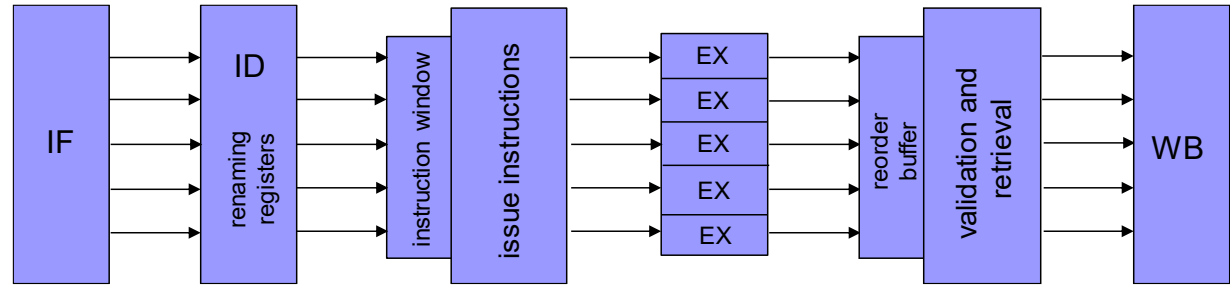 IF
ID
renaming
registers
instruction window
issue instructions
EX
EX
EX
EX
EX
reorder
buffer
validation and
retrieval
WB